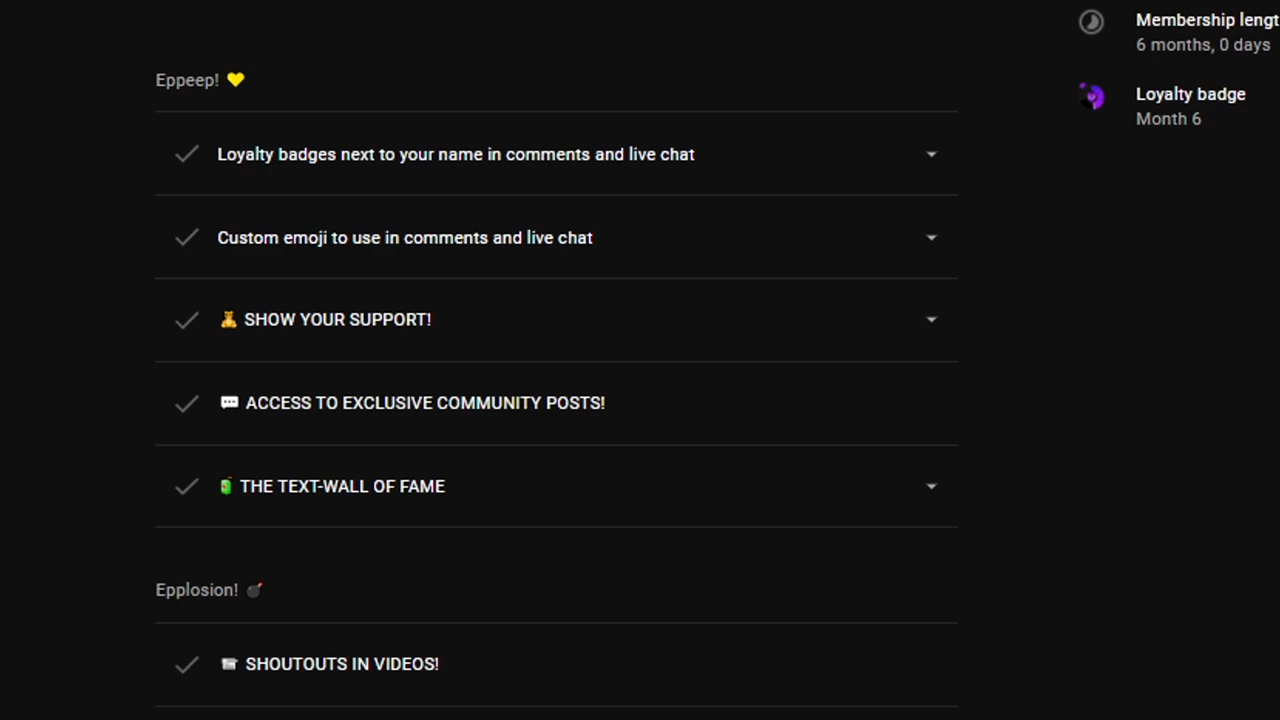 Membership lengt
6 months, 0 days
Loyalty badge
Month 6
Eppeep! 💛
Loyalty badges next to your name in comments and live chat
Custom emoji to use in comments and live chat
🧸 SHOW YOUR SUPPORT!
💬 ACCESS TO EXCLUSIVE COMMUNITY POSTS!
🧃 THE TEXT-WALL OF FAME
Epplosion! 💣
SHOUTOUTS IN VIDEOS!